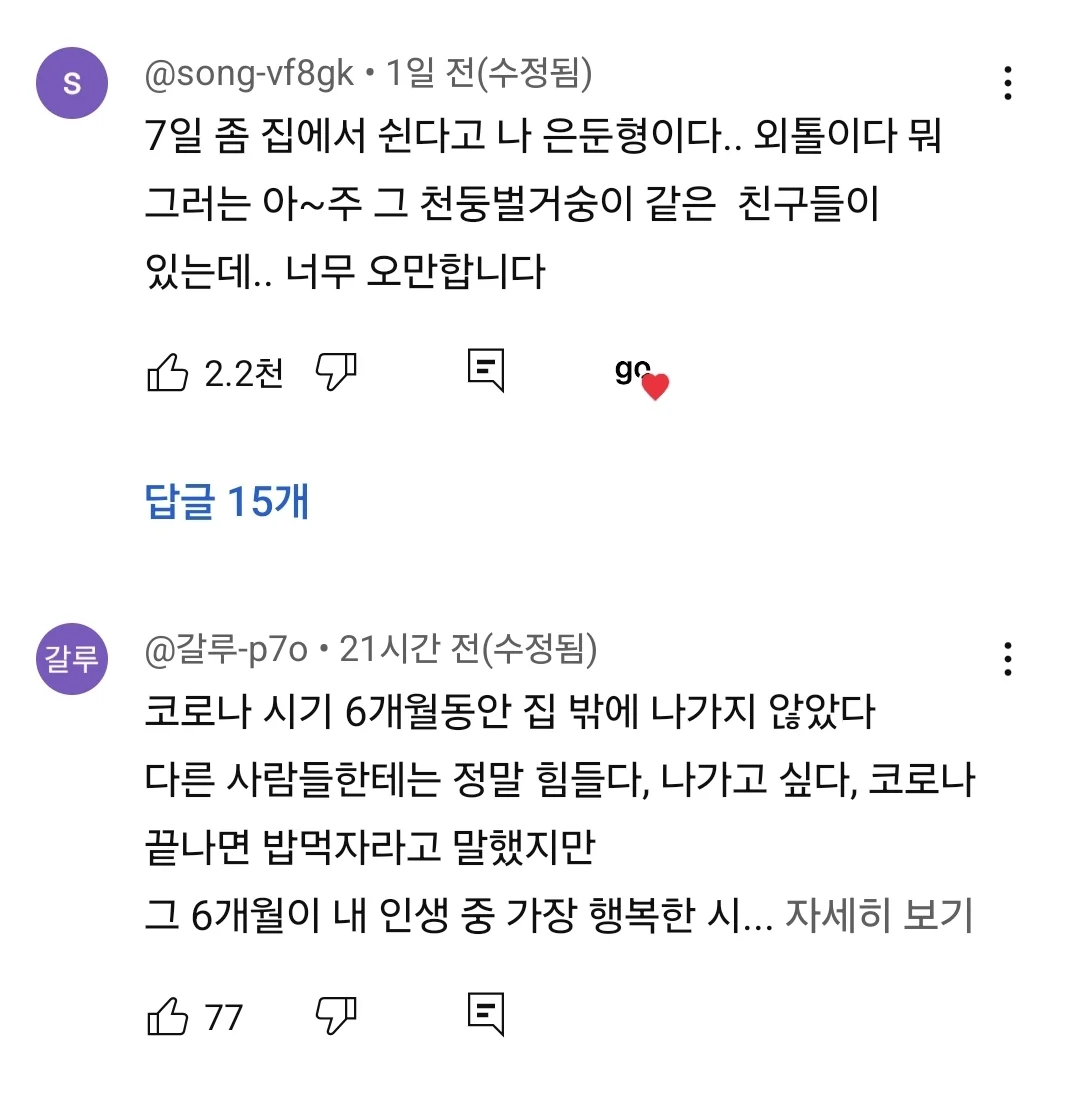 S
@song-vf8gk • 1일 전(수정됨)
7일 좀 집에서 쉰다고 나 은둔형이다.. 외톨이다 뭐
그러는 아~주 그 천둥벌거숭이 같은  친구들이
있는데.. 너무 오만합니다
2.2천
go
답글 15개
갈루
@갈루-p7o • 21시간 전(수정됨)
코로나 시기 6개월동안 집 밖에 나가지 않았다
다른 사람들한테는 정말 힘들다, 나가고 싶다, 코로나
끝나면 밥먹자라고 말했지만
그 6개월이 내 인생 중 가장 행복한 시... 자세히 보기
77